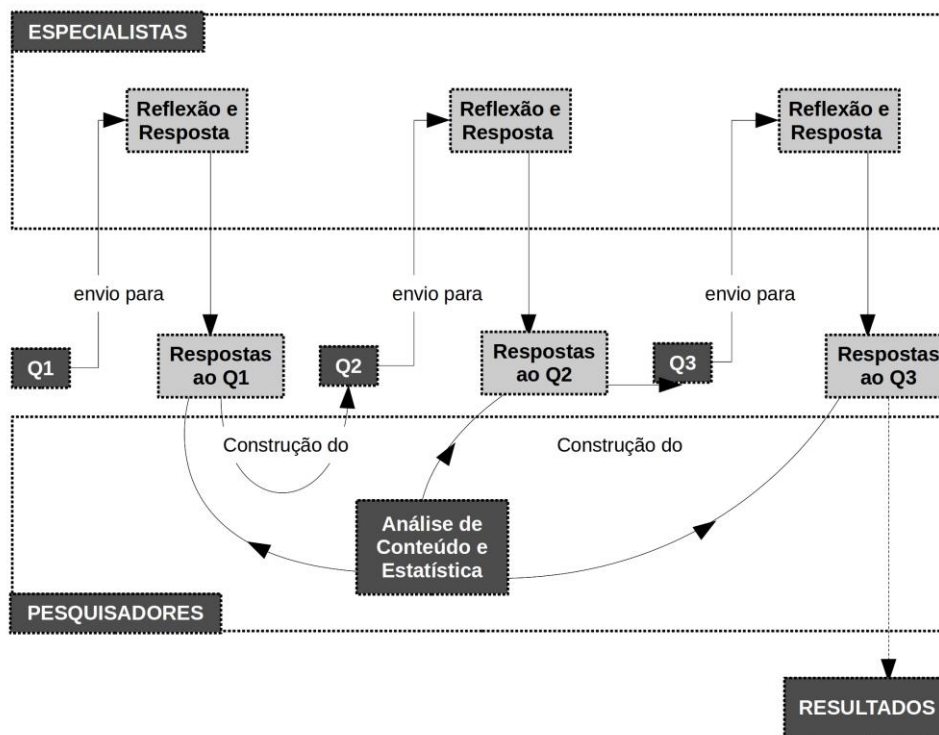 ESPECIALISTAS
Reflexão e
Resposta
Reflexão e
Resposta
Reflexão e
Resposta
envio para
envio para
envio para
Q1
Respostas
ao Q1
Q2
Respostas
ao Q2
Q3
Respostas
ao Q3
Construção do
Construção do
Análise de
Conteúdo e
Estatística
PESQUISADORES
RESULTADOS